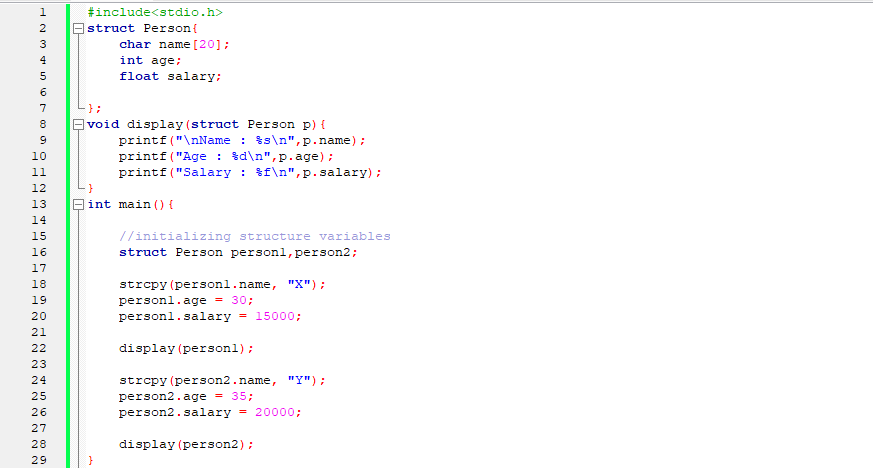 1 #include<stdio.h>
2 struct Person{
3     char name[20];
4     int age;
5     float salary;
6
7 };
8 void display(struct Person p){
9     printf("\nName : %s\n",p.name);
10     printf("Age : %d\n",p.age);
11     printf("Salary : %f\n",p.salary);
12 }
13 int main(){
14
15     //initializing structure variables
16     struct Person person1,person2;
17
18     strcpy(person1.name, "X");
19     person1.age = 30;
20     person1.salary = 15000;
21
22     display(person1);
23
24     strcpy(person2.name, "Y");
25     person2.age = 35;
26     person2.salary = 20000;
27
28     display(person2);
29 }